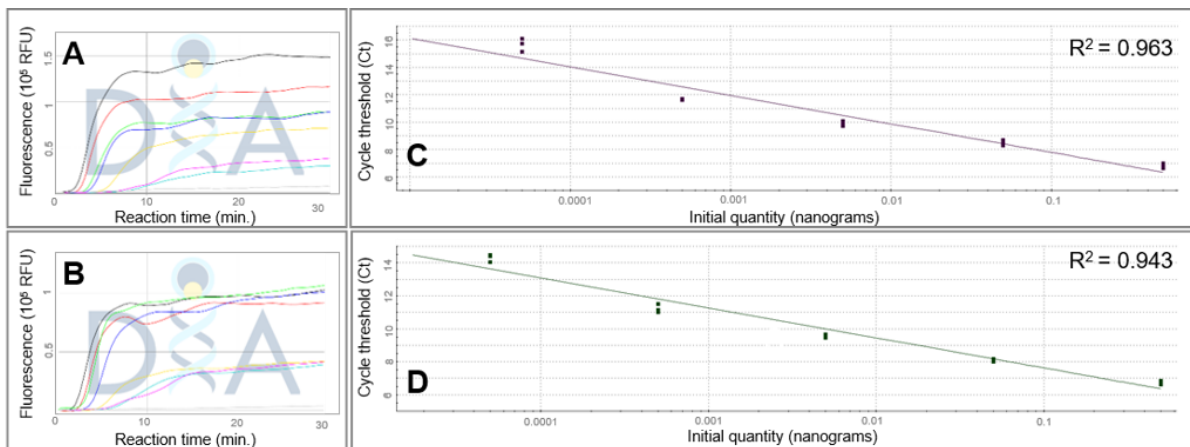 A
Fluorescence (10⁵ RFU)
1.5
1
0.5
D A
5
10
15
20
25
30
Reaction time (min.)
C
R² = 0.963
Cycle threshold (Ct)
16
14
12
10
8
6
0.0001
0.001
0.01
0.1
Initial quantity (nanograms)
B
Fluorescence (10⁵ RFU)
1
0.5
D A
10
20
30
Reaction time (min.)
D
R² = 0.943
Cycle threshold (Ct)
14
12
10
8
6
0.0001
0.001
0.01
0.1
Initial quantity (nanograms)